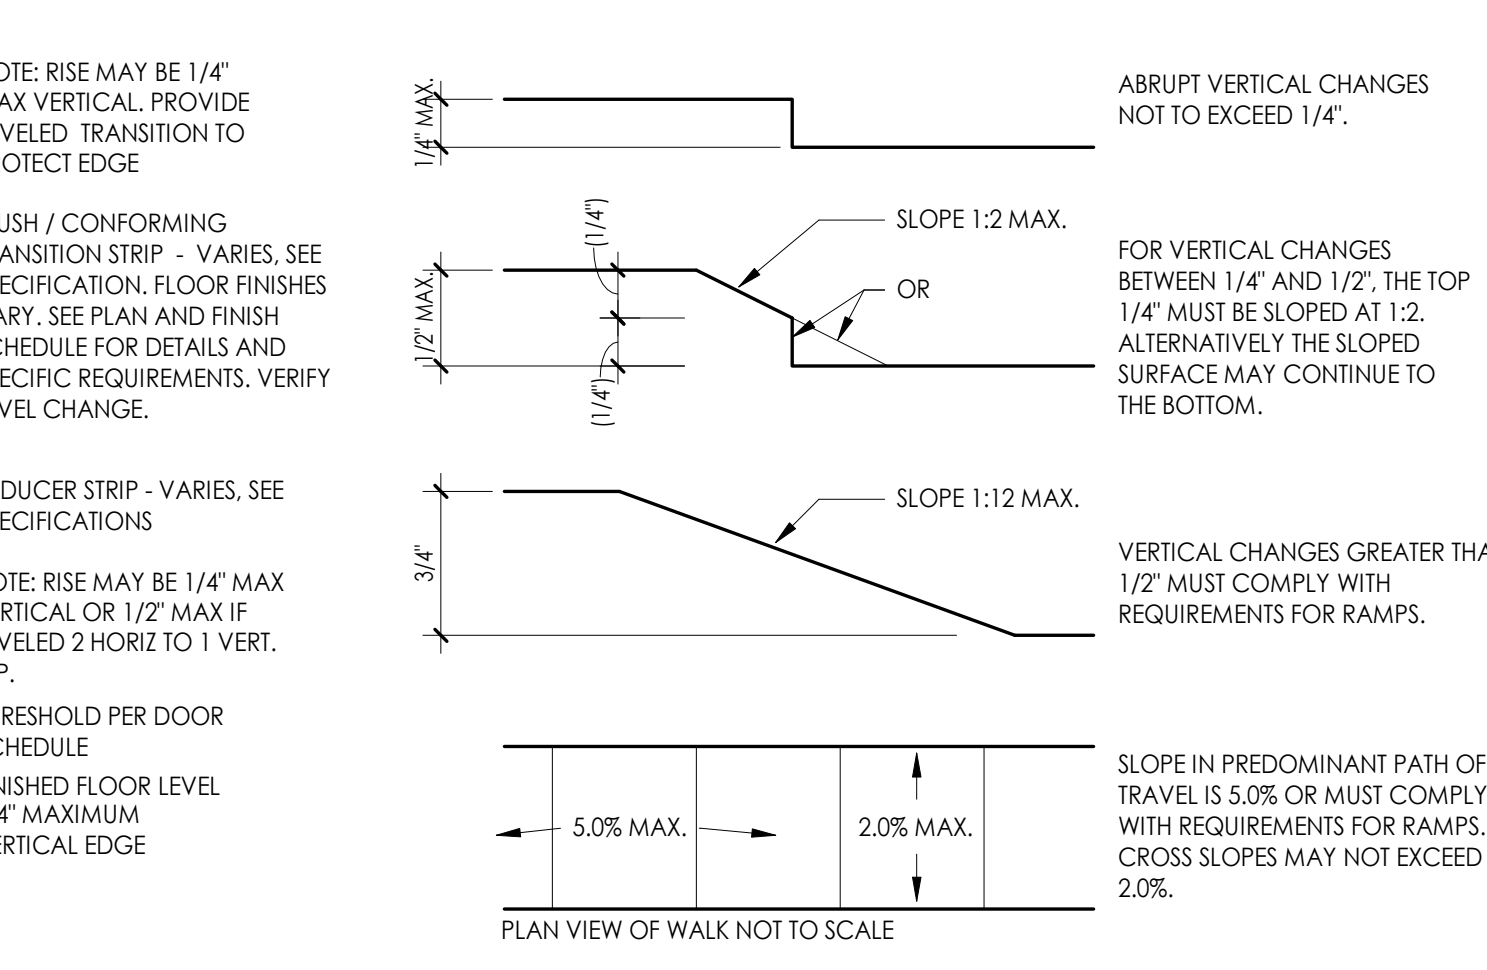 OTE: RISE MAY BE 1/4"
AX VERTICAL. PROVIDE
VELED TRANSITION TO
OTECT EDGE
USH / CONFORMING
ANSITION STRIP - VARIES, SEE
ECIFICATION. FLOOR FINISHES
ARY. SEE PLAN AND FINISH
CHEDULE FOR DETAILS AND
ECIFIC REQUIREMENTS. VERIFY
VEL CHANGE.
DUCER STRIP - VARIES, SEE
ECIFICATIONS
OTE: RISE MAY BE 1/4" MAX
RTICAL OR 1/2" MAX IF
VELED 2 HORIZ TO 1 VERT.
P.
RESHOLD PER DOOR
CHEDULE
NISHED FLOOR LEVEL
4" MAXIMUM
ERTICAL EDGE
1/4" MAX.
ABRUPT VERTICAL CHANGES
NOT TO EXCEED 1/4".
1/2" MAX.
(1/4")
(1/4")
SLOPE 1:2 MAX.
OR
FOR VERTICAL CHANGES
BETWEEN 1/4" AND 1/2", THE TOP
1/4" MUST BE SLOPED AT 1:2.
ALTERNATIVELY THE SLOPED
SURFACE MAY CONTINUE TO
THE BOTTOM.
3/4"
SLOPE 1:12 MAX.
VERTICAL CHANGES GREATER THA
1/2" MUST COMPLY WITH
REQUIREMENTS FOR RAMPS.
5.0% MAX.
2.0% MAX.
PLAN VIEW OF WALK NOT TO SCALE
SLOPE IN PREDOMINANT PATH OF
TRAVEL IS 5.0% OR MUST COMPLY
WITH REQUIREMENTS FOR RAMPS.
CROSS SLOPES MAY NOT EXCEED
2.0%.